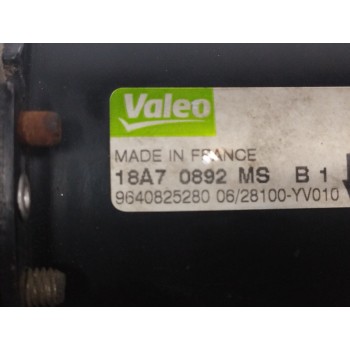 Valeo
MADE IN FRANCE
18A7 0892 MS B 1
9640825280 06/28100-YV010